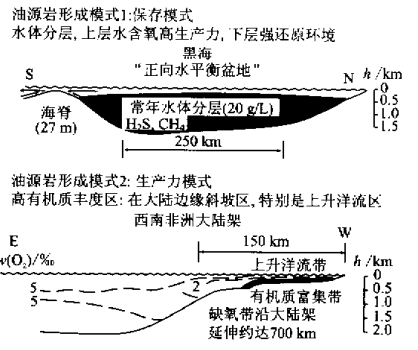 油源岩形成模式1:保存模式
水体分层,上层水含氧高生产力,下层强还原环境
黑海
S "正向水平衡盆地" N h/km
海脊
(27 m)
常年水体分层(20 g/L)
H₂S, CH₄
0
0.5
1.0
1.5
250 km
油源岩形成模式2: 生产力模式
高有机质丰度区: 在大陆边缘斜坡区, 特别是上升洋流区
西南非洲大陆架
E W
v(O₂)/‰ 150 km h/km
上升洋流带
5 2
5
有机质富集带
缺氧带沿大陆架
延伸约达700 km
0
0.5
1.0
1.5
2.0